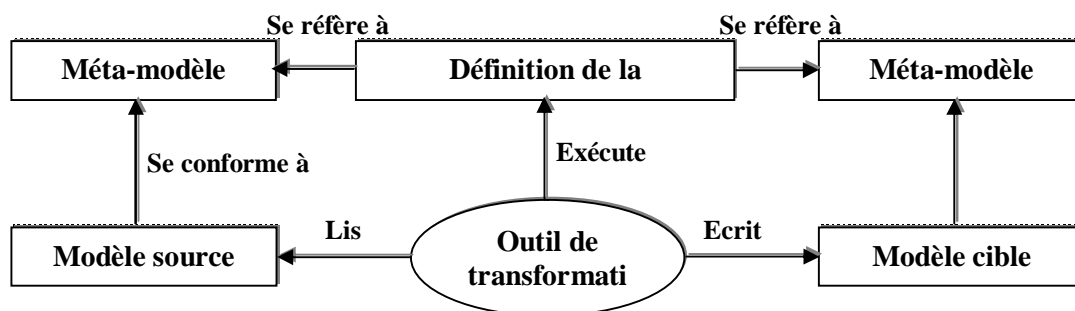 Se réfère à
Se réfère à
Méta-modèle
Définition de la
Méta-modèle
Se conforme à
Exécute
Lis
Ecrit
Modèle source
Outil de
transformati
Modèle cible